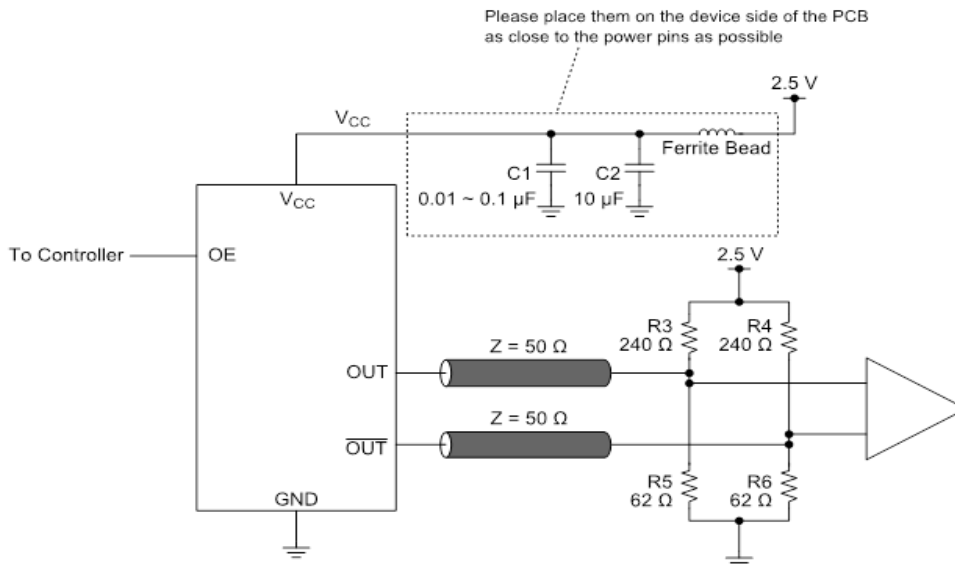 Please place them on the device side of the PCB
as close to the power pins as possible
2.5 V
VCC
Ferrite Bead
C1
C2
0.01 ~ 0.1 µF
10 µF
VCC
To Controller
OE
2.5 V
R3
240 Ω
R4
240 Ω
Z = 50 Ω
OUT
Z = 50 Ω
OUT
R5
62 Ω
R6
62 Ω
GND